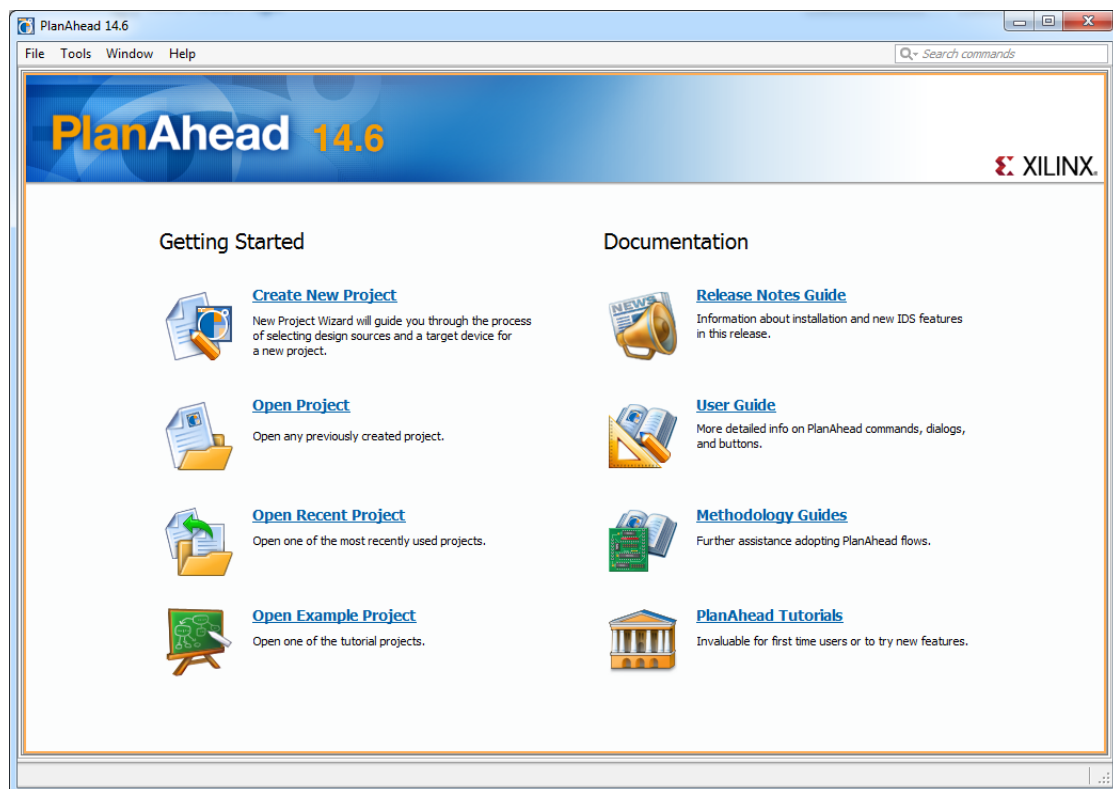 PlanAhead 14.6
File Tools Window Help Search commands
PlanAhead 14.6
XILINX.
Getting Started
Create New Project
New Project Wizard will guide you through the process
of selecting design sources and a target device for
a new project.
Open Project
Open any previously created project.
Open Recent Project
Open one of the most recently used projects.
Open Example Project
Open one of the tutorial projects.
Documentation
NEWS
Release Notes Guide
Information about installation and new IDS features
in this release.
User Guide
More detailed info on PlanAhead commands, dialogs,
and buttons.
Methodology Guides
Further assistance adopting PlanAhead flows.
PlanAhead Tutorials
Invaluable for first time users or to try new features.